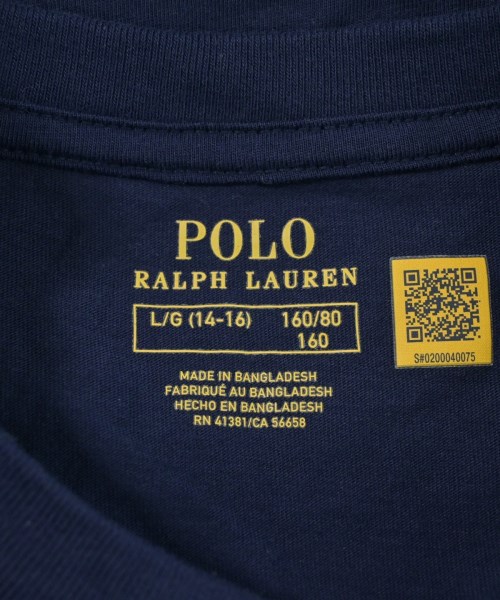 POLO
RALPH LAUREN
L/G (14-16) 160/80
160
MADE IN BANGLADESH
FABRIQUÉ AU BANGLADESH
HECHO EN BANGLADESH
RN 41381/CA 56658
S#0200040075